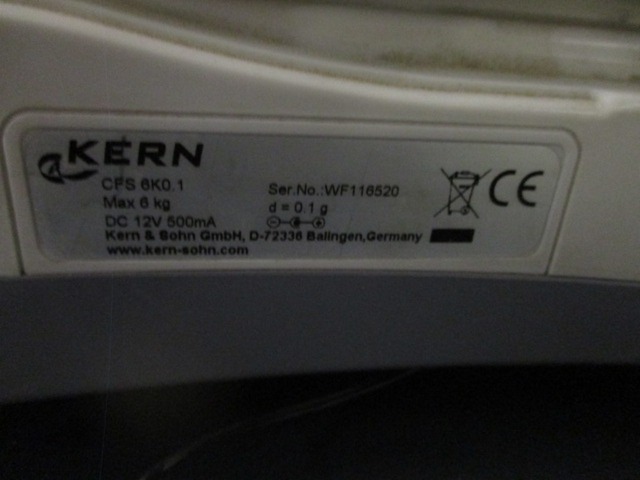 KERN
CFS 6K0.1
Max 6 kg
DC 12V 500mA
Ser.No.:WF116520
d = 0.1 g
Kern & Sohn GmbH, D-72336 Balingen,Germany
www.kern-sohn.com
CE